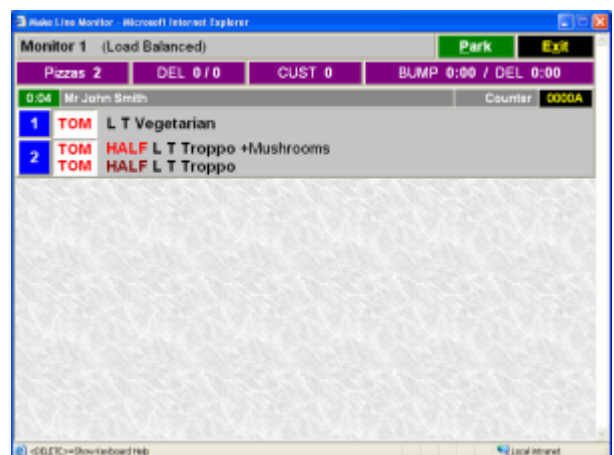 Make Line Monitor - Microsoft Internet Explorer
Monitor 1 (Load Balanced) Park Exit
Pizzas 2 DEL 0 / 0 CUST 0 BUMP 0:00 / DEL 0:00
0:04 Mr John Smith Counter 0000A
1 TOM L T Vegetarian
2 TOM HALF L T Troppo +Mushrooms
TOM HALF L T Troppo
<DELETE>=Show Keyboard Help Local intranet